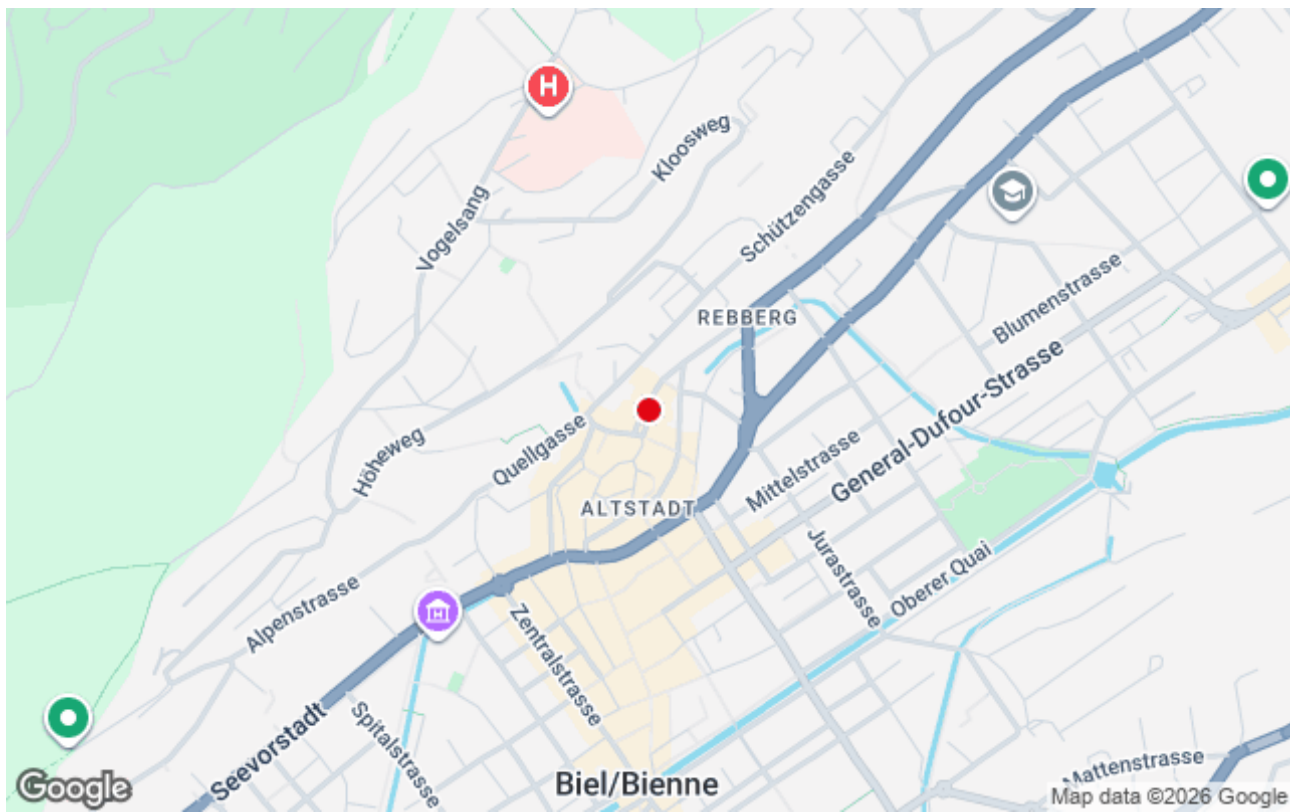 H
Klosweg
Vogelsang
Schützengasse
REBBERG
Blumenstrasse
General-Dufour-Strasse
Höheweg
Quellgasse
Mittelstrasse
ALTSTADT
Jurastrasse
Oberer Quai
Alpenstrasse
H
Zentralstrasse
Seevorstadt
Spitalstrasse
Biel/Bienne
Mattenstrasse
Google
Map data ©2026 Google